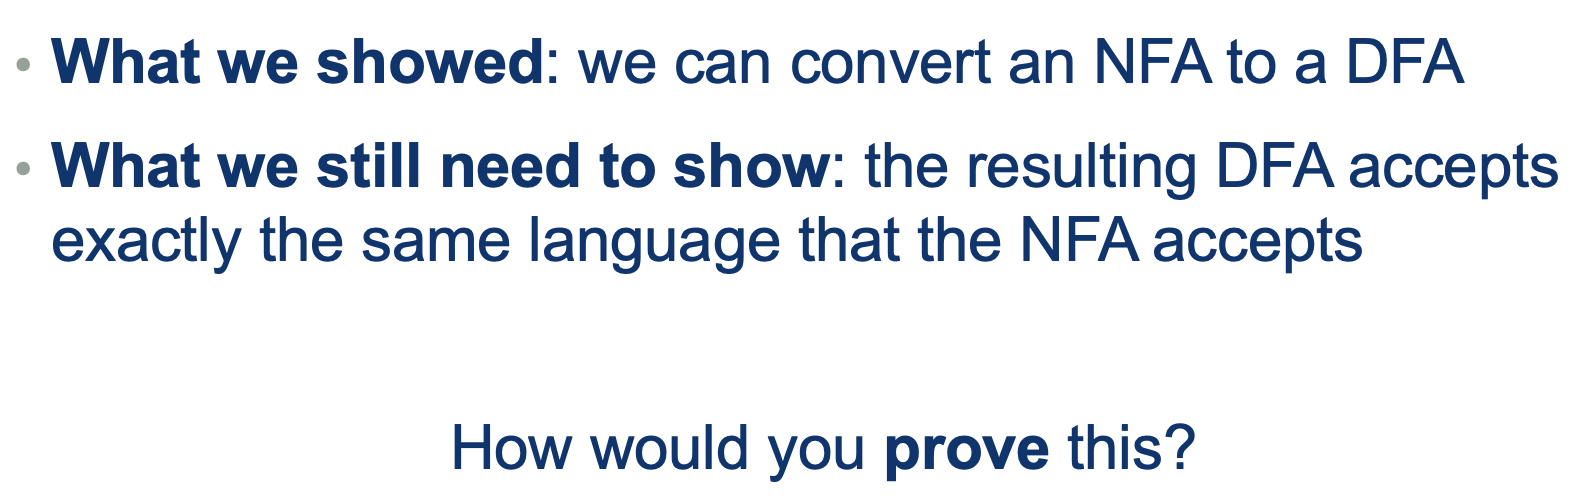 • What we showed: we can convert an NFA to a DFA
• What we still need to show: the resulting DFA accepts
exactly the same language that the NFA accepts
How would you prove this?